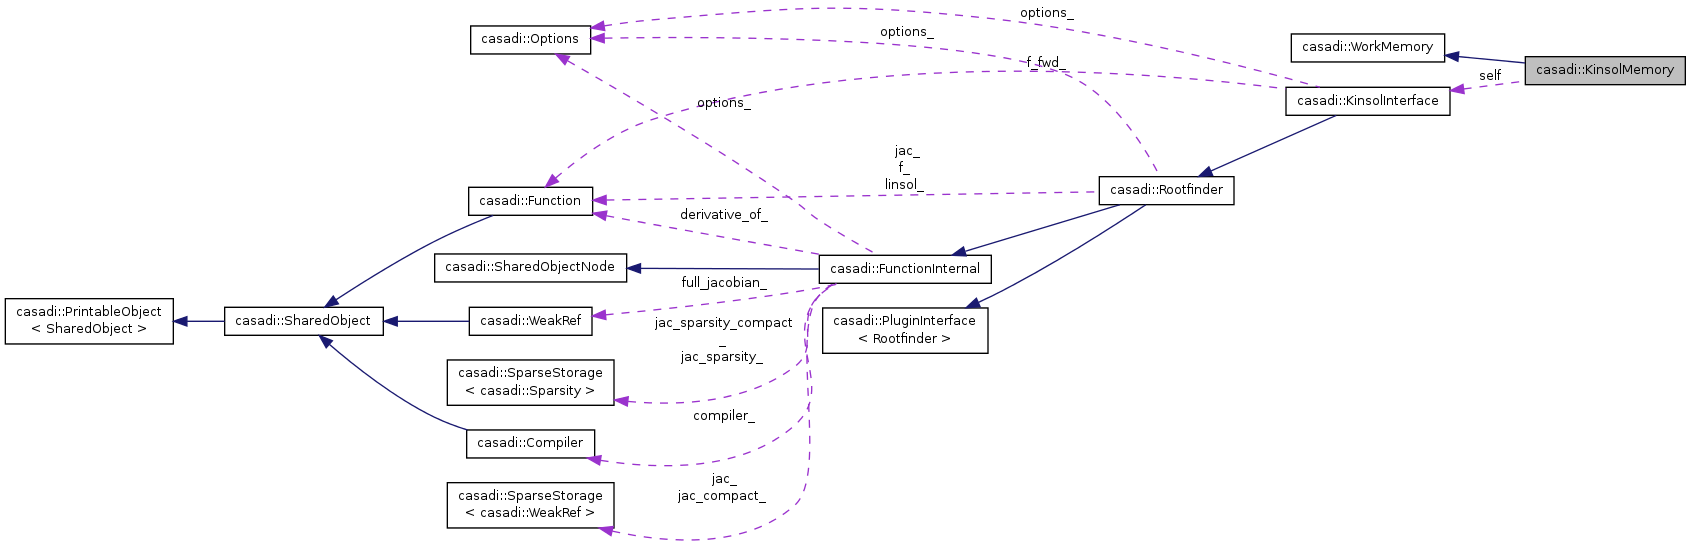 options_
casadi::Options
options_
casadi::WorkMemory
f_fwd_
casadi::KinsolMemory
self
casadi::KinsolInterface
options_
jac_
f_
linsol_
casadi::Rootfinder
casadi::Function
derivative_of_
casadi::SharedObjectNode
casadi::FunctionInternal
full_jacobian_
casadi::PrintableObject
< SharedObject >
casadi::SharedObject
casadi::WeakRef
jac_sparsity_compact
_
jac_sparsity_
casadi::PluginInterface
< Rootfinder >
casadi::SparseStorage
< casadi::Sparsity >
compiler_
casadi::Compiler
jac_
jac_compact_
casadi::SparseStorage
< casadi::WeakRef >